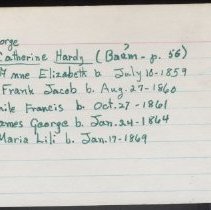 orge
Catherine Hardy (Baum - p. 56)
Anne Elizabeth b July 10-1859
Frank Jacob b. Aug. 27-1860
mile Francis b. Oct. 27 - 1861
ames George b. Jan. 24-1864
Maria Lili b. Jan. 17-1869